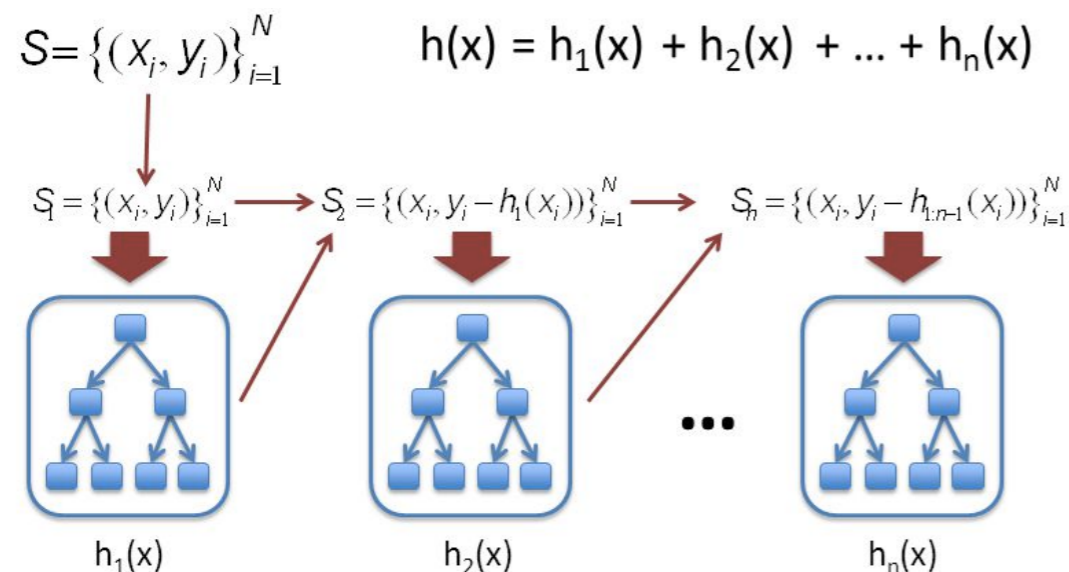 S={(x_i, y_i)}_{i=1}^N
h(x) = h_1(x) + h_2(x) + ... + h_n(x)
S_1={(x_i, y_i)}_{i=1}^N
S_2={(x_i, y_i – h_1(x_i))}_{i=1}^N
S_n={(x_i, y_i – h_{1:n–1}(x_i))}_{i=1}^N
...
h_1(x)
h_2(x)
h_n(x)